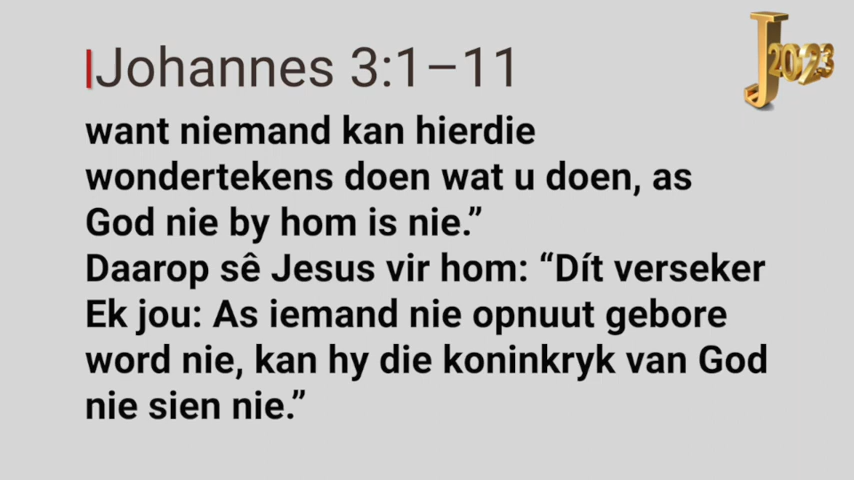 Johannes 3:1–11
J2023
want niemand kan hierdie
wondertekens doen wat u doen, as
God nie by hom is nie.”
Daarop sê Jesus vir hom: “Dít verseker
Ek jou: As iemand nie opnuut gebore
word nie, kan hy die koninkryk van God
nie sien nie.”